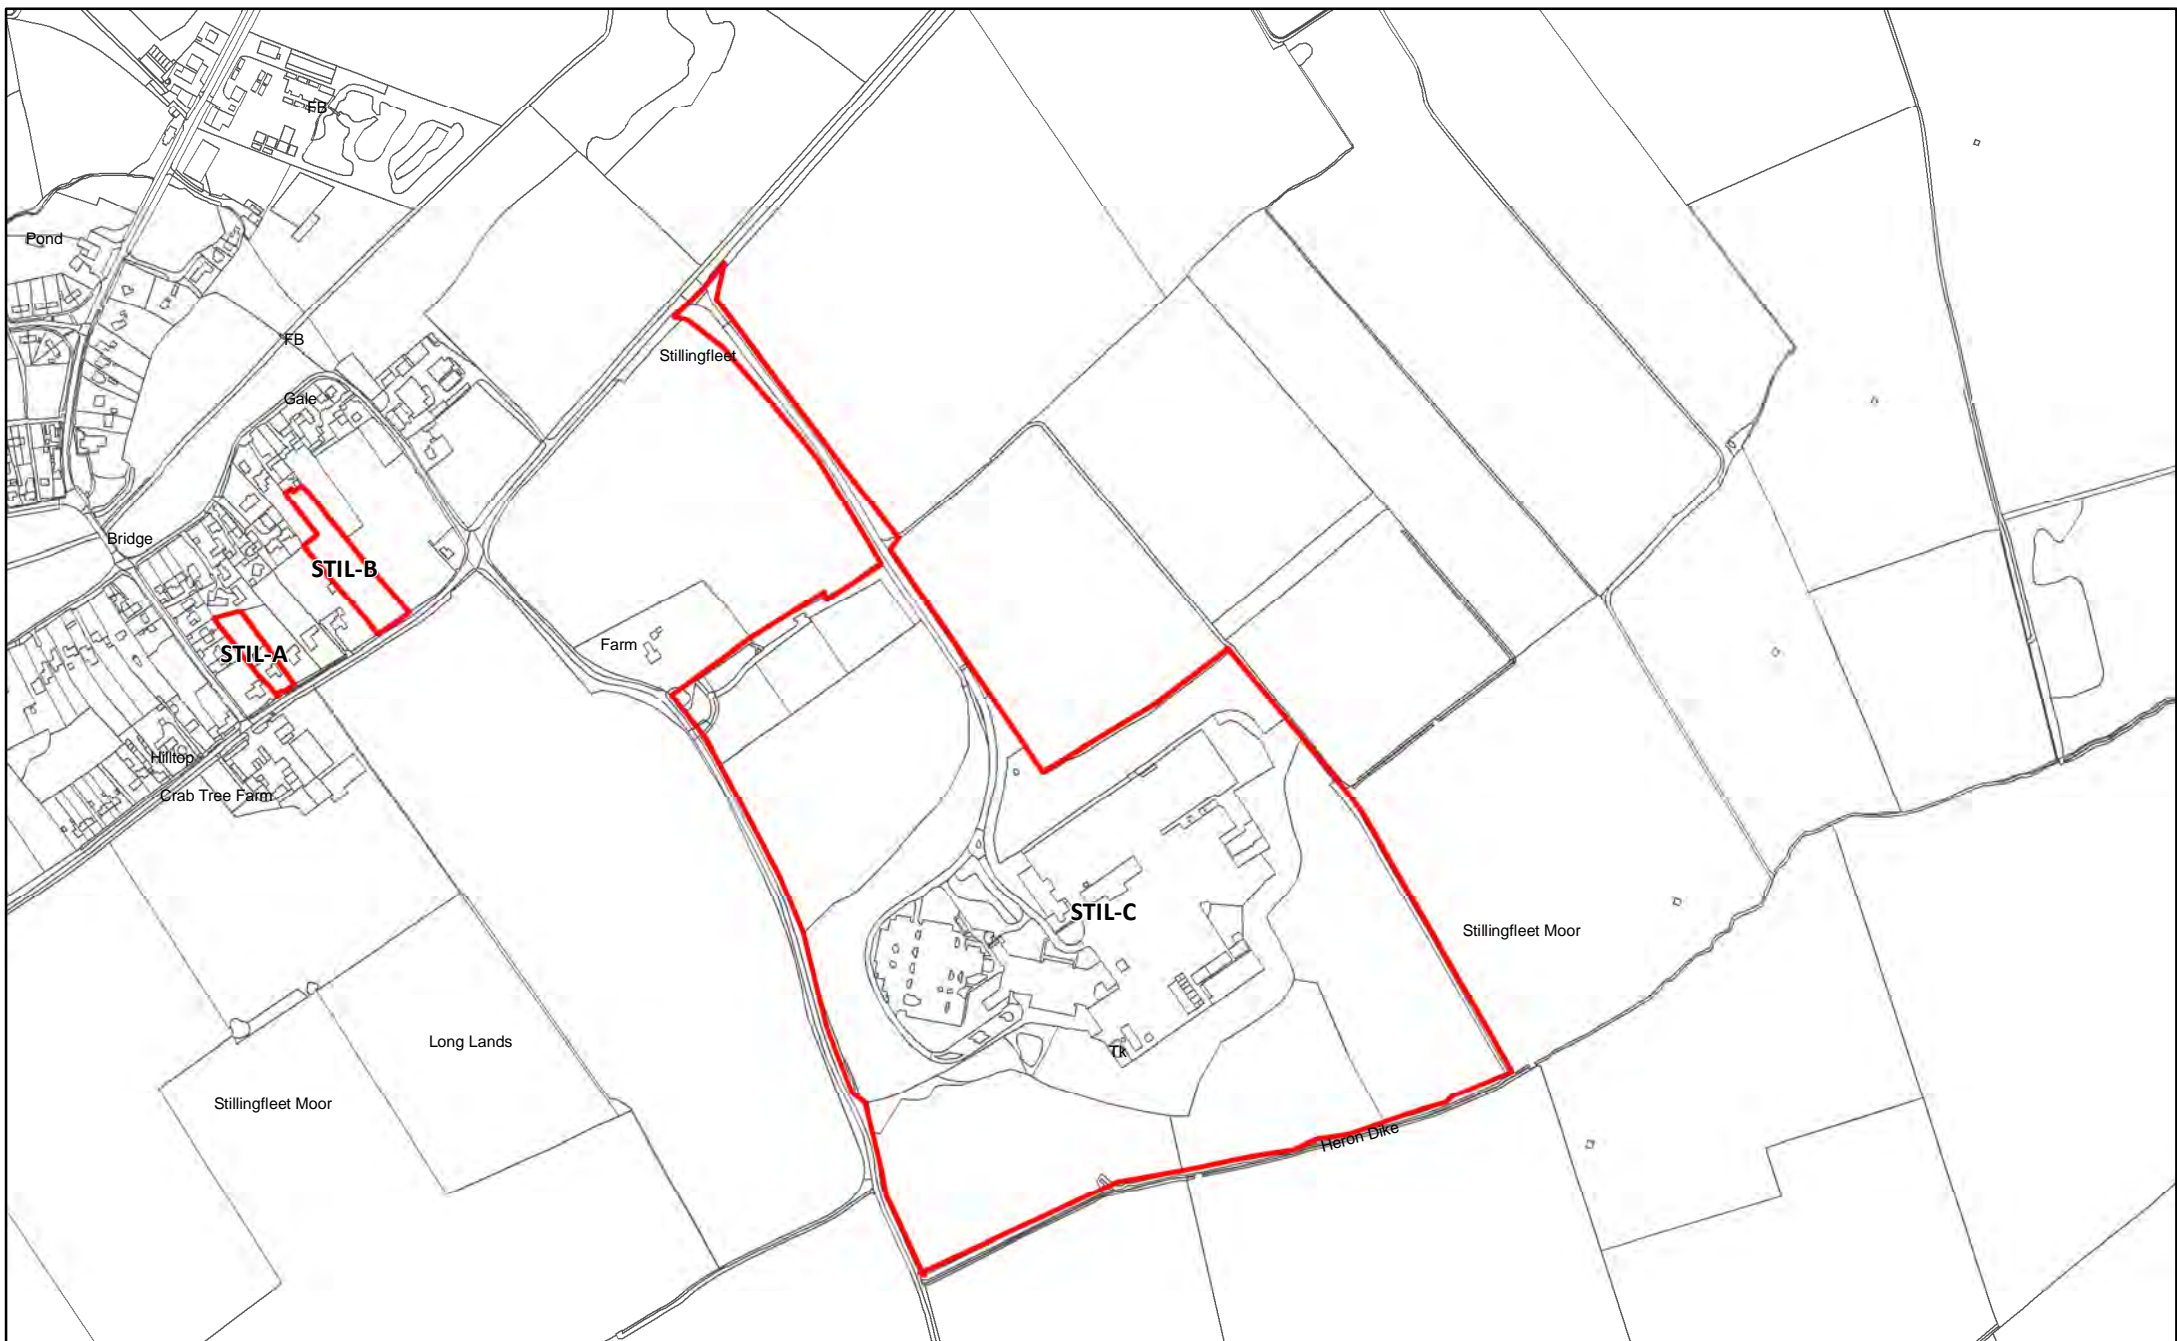 FB
Pond
FB
Stillingfleet
Gale
Bridge
STIL-B
Farm
STIL-A
Hilltop
Crab Tree Farm
STIL-C
Stillingfleet Moor
Long Lands
Tk
Stillingfleet Moor
Heron Dike